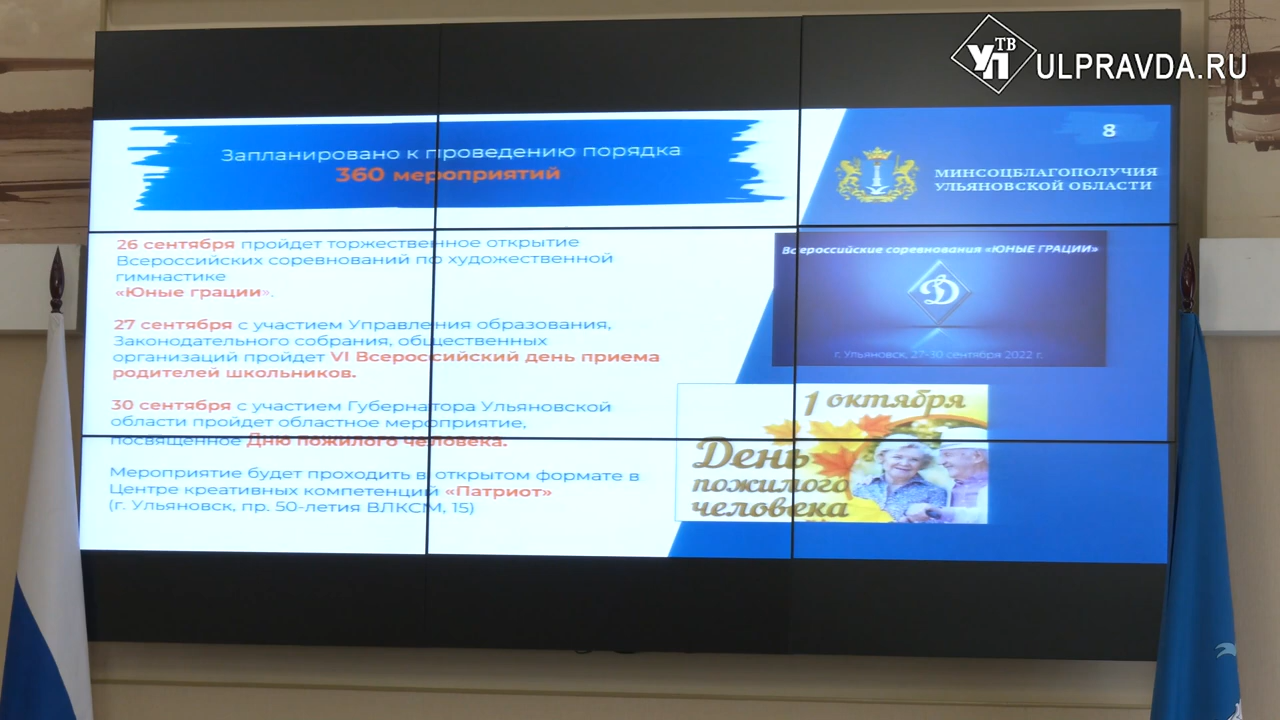 УП ТВ
ULPRAVDA.RU
8
Запланировано к проведению порядка
360 мероприятий
МИНСОЦБЛАГОПОЛУЧИЯ
УЛЬЯНОВСКОЙ ОБЛАСТИ
26 сентября пройдет торжественное открытие
Всероссийских соревнований по художественной
гимнастике
«Юные грации».
27 сентября с участием Управления образования,
Законодательного собрания, общественных
организаций пройдет VI Всероссийский день приема
родителей школьников.
30 сентября с участием Губернатора Ульяновской
области пройдет областное мероприятие,
посвященное Дню пожилого человека.
Мероприятие будет проходить в открытом формате в
Центре креативных компетенций «Патриот»
(г. Ульяновск, пр. 50-летия ВЛКСМ, 15)
Всероссийские соревнования «ЮНЫЕ ГРАЦИИ»
Д
г. Ульяновск, 27-30 сентября 2022 г.
1 октября
День
пожилого
человека